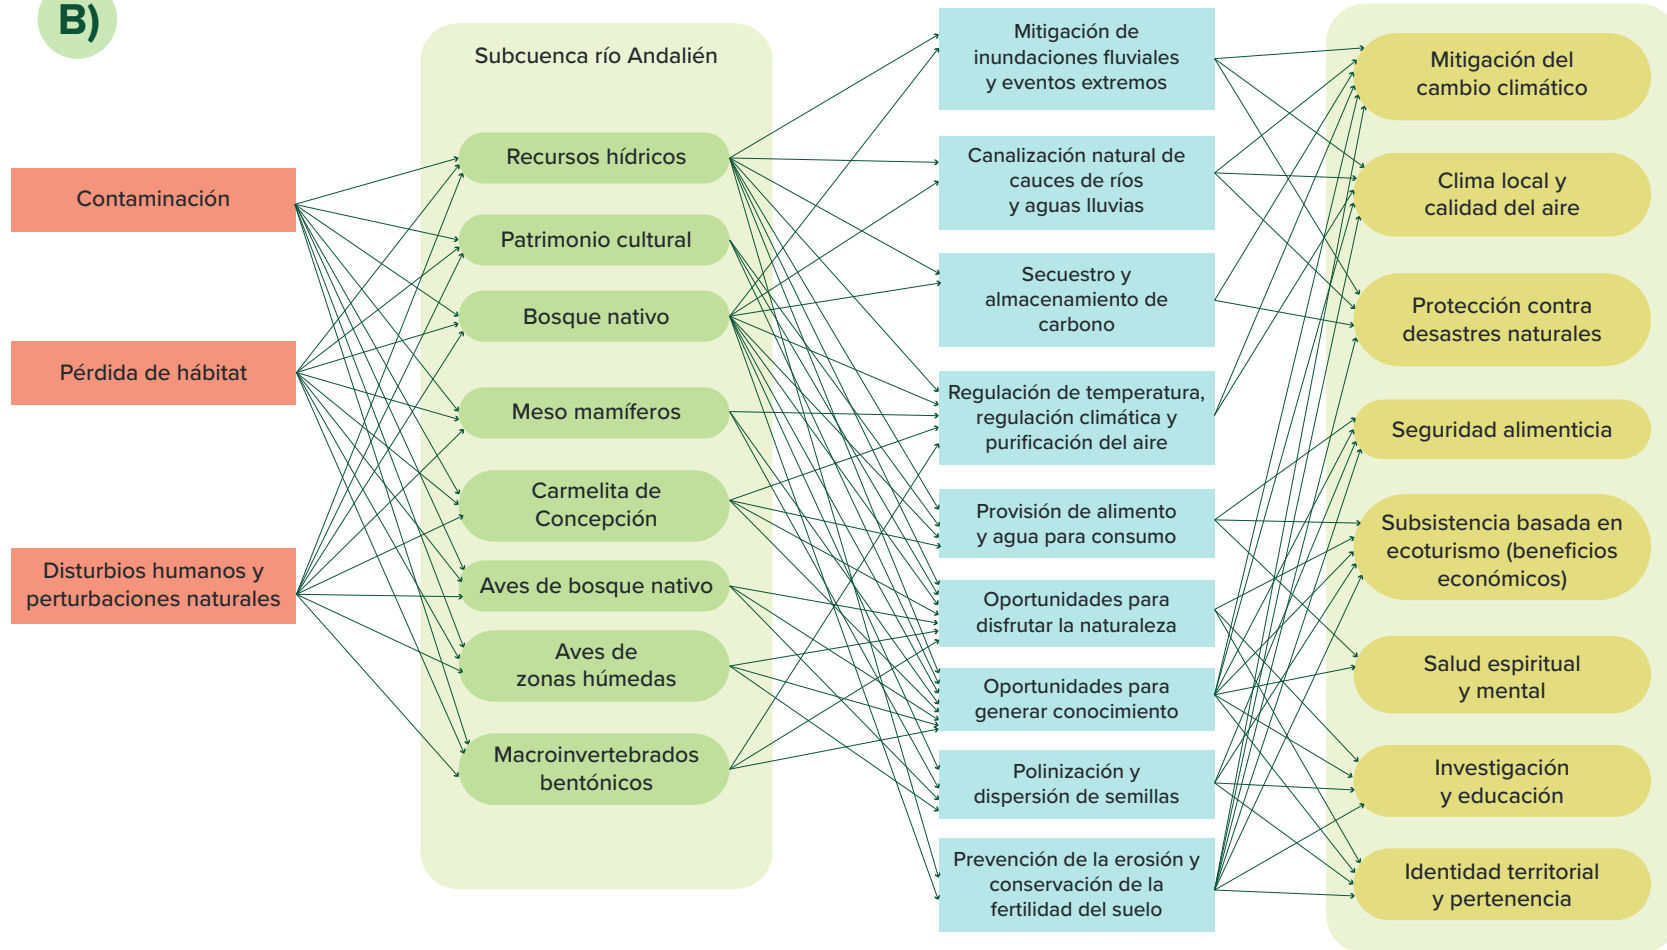 B)
Contaminación
Pérdida de hábitat
Disturbios humanos y
perturbaciones naturales
Subcuenca río Andalién
Recursos hídricos
Patrimonio cultural
Bosque nativo
Meso mamíferos
Carmelita de
Concepción
Aves de bosque nativo
Aves de
zonas húmedas
Macroinvertebrados
bentónicos
Mitigación de
inundaciones fluviales
y eventos extremos
Canalización natural de
cauces de ríos
y aguas lluvias
Secuestro y
almacenamiento de
carbono
Regulación de temperatura,
regulación climática y
purificación del aire
Provisión de alimento
y agua para consumo
Oportunidades para
disfrutar la naturaleza
Oportunidades para
generar conocimiento
Polinización y
dispersión de semillas
Prevención de la erosión y
conservación de la
fertilidad del suelo
Mitigación del
cambio climático
Clima local y
calidad del aire
Protección contra
desastres naturales
Seguridad alimenticia
Subsistencia basada en
ecoturismo (beneficios
económicos)
Salud espiritual
y mental
Investigación
y educación
Identidad territorial
y pertenencia